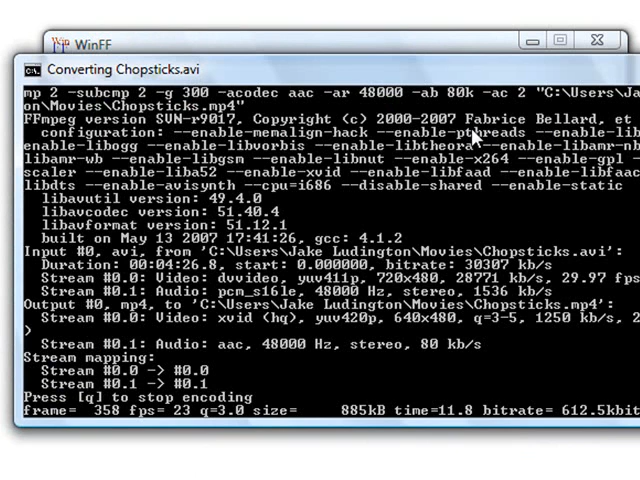 WinFF
Converting Chopsticks.avi
mp 2 -subcmp 2 -g 300 -acodec aac -ar 48000 -ab 80k -ac 2 "C:\Users\Ja
on\Movies\Chopsticks.mp4"
FFmpeg version SVN-r9017, Copyright (c) 2000-2007 Fabrice Bellard, et
configuration: --enable-memalign-hack --enable-pthreads --enable-lib
enable-libogg --enable-libvorbis --enable-libtheora --enable-libamr-nb
libamr-wb --enable-libgsm --enable-libnut --enable-x264 --enable-gpl
scaler --enable-liba52 --enable-xvid --enable-libfaad --enable-libfaac
libdts --enable-avisynth --cpu=i686 --disable-shared --enable-static
libavutil version: 49.4.0
libavcodec version: 51.40.4
libavformat version: 51.12.1
built on May 13 2007 17:41:26, gcc: 4.1.2
Input #0, avi, from 'C:\Users\Jake Ludington\Movies\Chopsticks.avi':
Duration: 00:04:26.8, start: 0.000000, bitrate: 30307 kb/s
Stream #0.0: Video: dvvideo, yuv411p, 720x480, 28771 kb/s, 29.97 fps
Stream #0.1: Audio: pcm_s16le, 48000 Hz, stereo, 1536 kb/s
Output #0, mp4, to 'C:\Users\Jake Ludington\Movies\Chopsticks.mp4':
Stream #0.0: Video: xvid (hq), yuv420p, 640x480, q=3-5, 1250 kb/s, 2
)
Stream #0.1: Audio: aac, 48000 Hz, stereo, 80 kb/s
Stream mapping:
Stream #0.0 -> #0.0
Stream #0.1 -> #0.1
Press [q] to stop encoding
frame= 358 fps= 23 q=3.0 size= 885kB time=11.8 bitrate= 612.5kbit